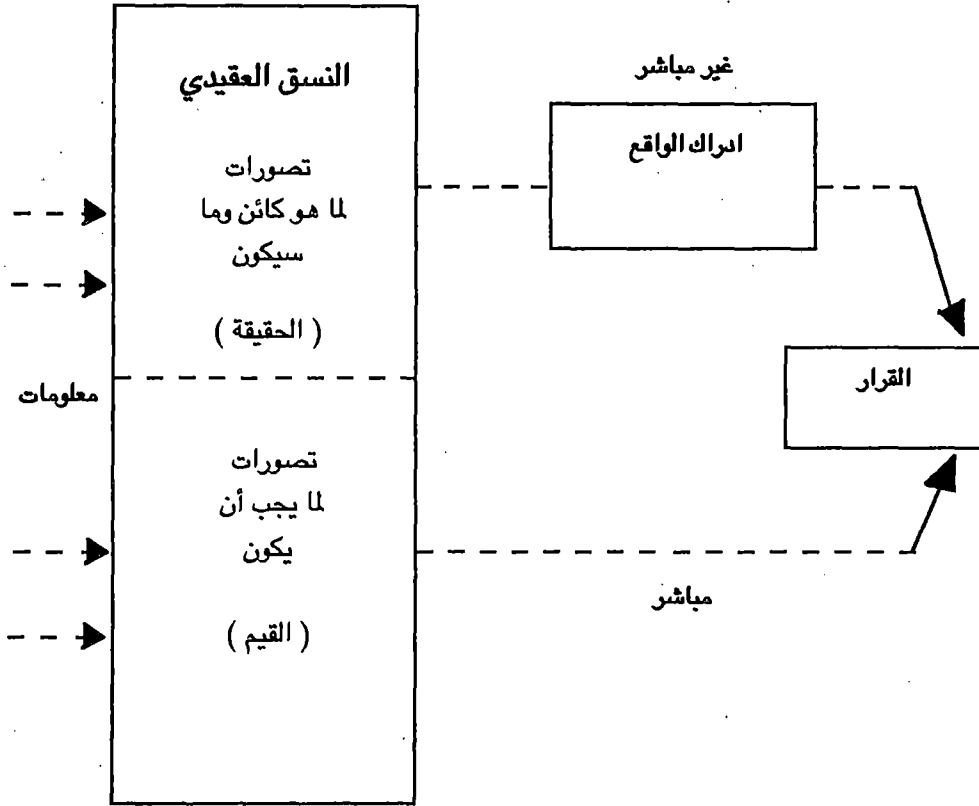 النسق العقيدي
تصورات
لما هو كائن وما
سيكون
( الحقيقة )
تصورات
لما يجب أن
يكون
( القيم )
معلومات
غير مباشر
ادراك الواقع
القرار
مباشر